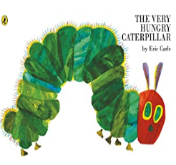 THE VERY
HUNGRY
CATERPILLAR
by Eric Carle